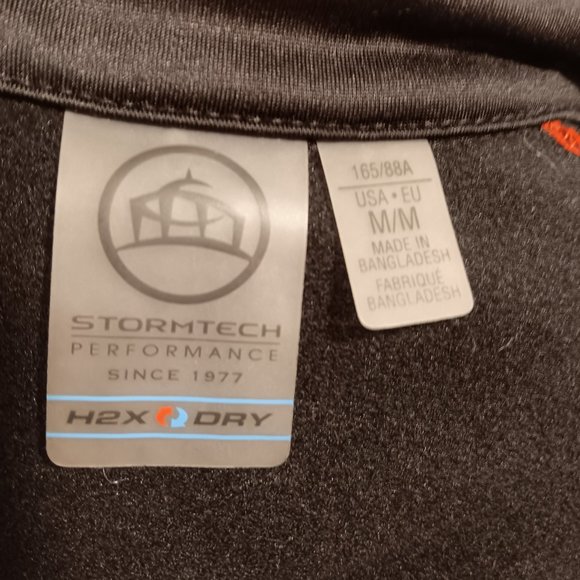 STORMTECH
PERFORMANCE
SINCE 1977
H2X DRY
165/88A
USA • EU
M/M
MADE IN
BANGLADESH
FABRIQUÉ
BANGLADESH